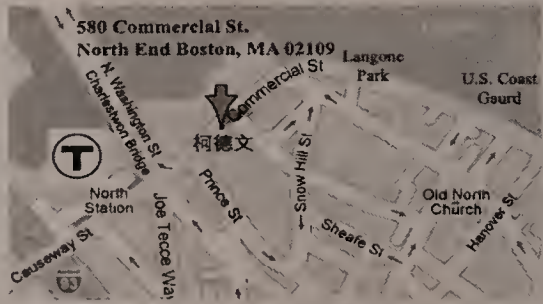 580 Commercial St.
North End Boston, MA 02109
Langone
Park
U.S. Coast
Gaurd
Commercial St
N. Washington St
Charlestwon Bridge
柯德文
T
North
Station
Prince St
Snow Hill St
Old North
Church
Hanover St
Joe Tecce Way
Sheafe St
Causeway St
93